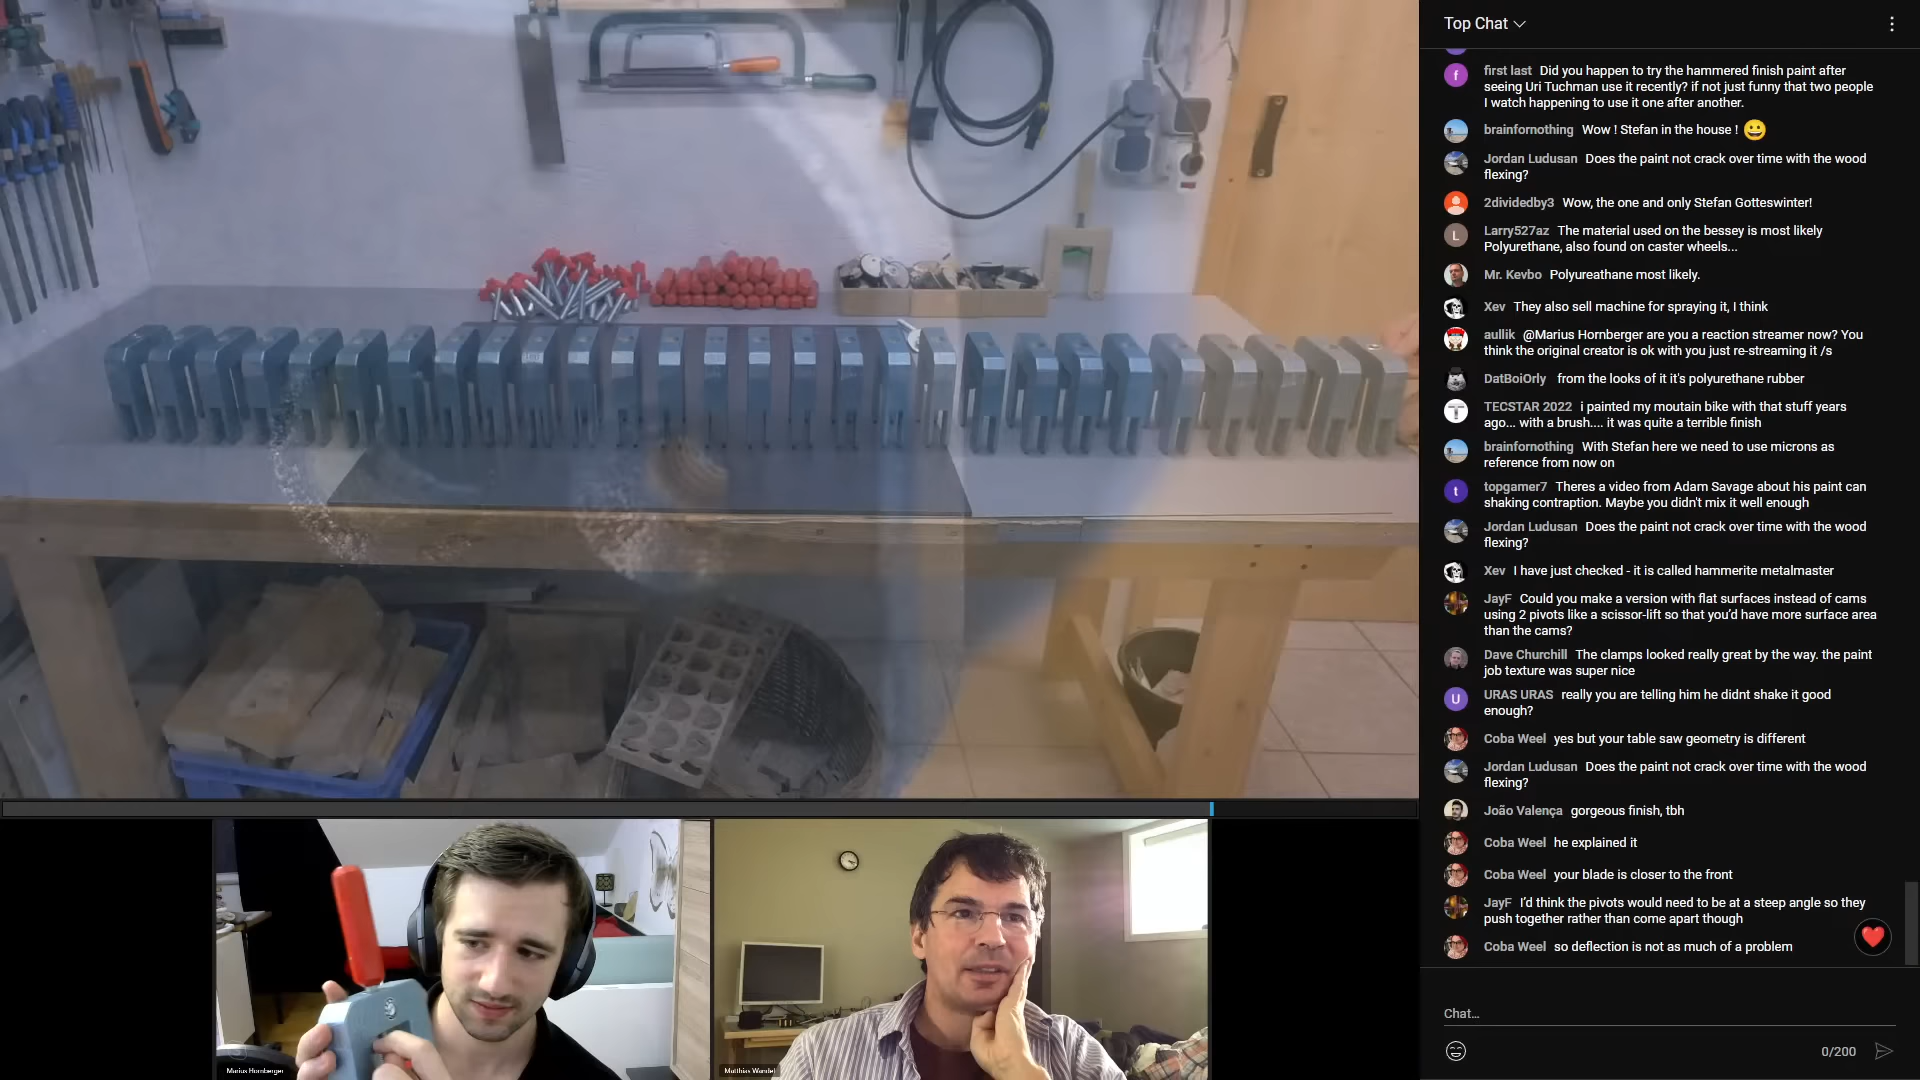 Top Chat
first last Did you happen to try the hammered finish paint after
seeing Uri Tuchman use it recently? if not just funny that two people
I watch happening to use it one after another.
brainfornothing Wow ! Stefan in the house !
Jordan Ludusan Does the paint not crack over time with the wood
flexing?
2dividedby3 Wow, the one and only Stefan Gotteswinter!
Larry527az The material used on the bessey is most likely
Polyurethane, also found on caster wheels...
Mr. Kevbo Polyureathane most likely.
Xev They also sell machine for spraying it, I think
aullik @Marius Hornberger are you a reaction streamer now? You
think the original creator is ok with you just re-streaming it /s
DatBoiOrly from the looks of it it's polyurethane rubber
TECSTAR 2022 i painted my moutain bike with that stuff years
ago... with a brush.... it was quite a terrible finish
brainfornothing With Stefan here we need to use microns as
reference from now on
topgamer7 Theres a video from Adam Savage about his paint can
shaking contraption. Maybe you didn't mix it well enough
Jordan Ludusan Does the paint not crack over time with the wood
flexing?
Xev I have just checked - it is called hammerite metalmaster
JayF Could you make a version with flat surfaces instead of cams
using 2 pivots like a scissor-lift so that you'd have more surface area
than the cams?
Dave Churchill The clamps looked really great by the way. the paint
job texture was super nice
URAS URAS really you are telling him he didnt shake it good
enough?
Coba Weel yes but your table saw geometry is different
Jordan Ludusan Does the paint not crack over time with the wood
flexing?
João Valença gorgeous finish, tbh
Coba Weel he explained it
Coba Weel your blade is closer to the front
JayF I'd think the pivots would need to be at a steep angle so they
push together rather than come apart though
Coba Weel so deflection is not as much of a problem
Chat...
0/200
f
L
T
t
U
Marius Hornberger
Matthias Wandel